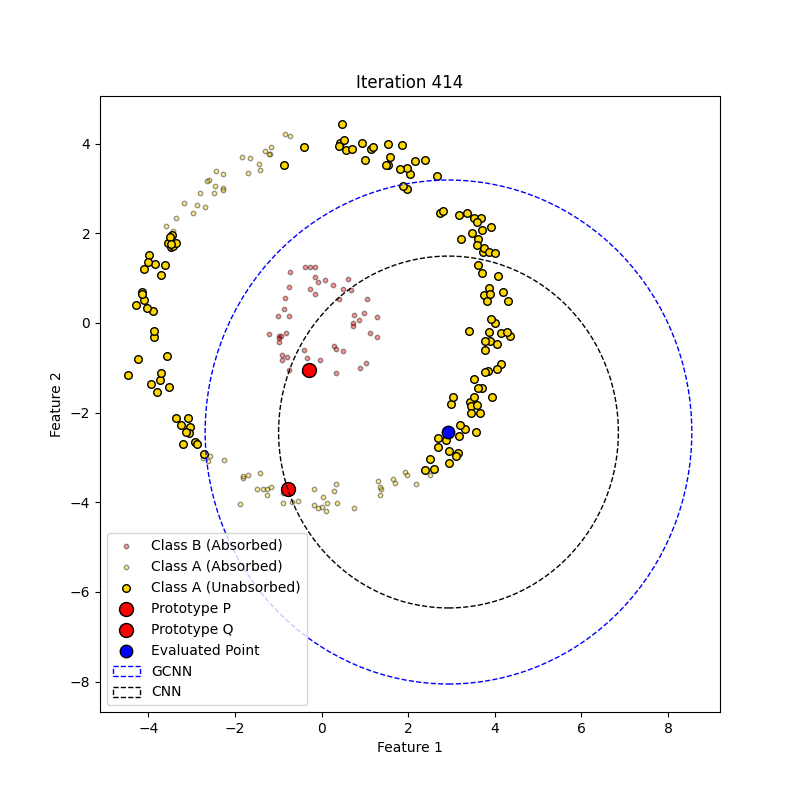 Iteration 414
Feature 2
4
2
0
−2
−4
−6
−8
Class B (Absorbed)
Class A (Absorbed)
Class A (Unabsorbed)
Prototype P
Prototype Q
Evaluated Point
GCNN
CNN
−4
−2
0
2
4
6
8
Feature 1